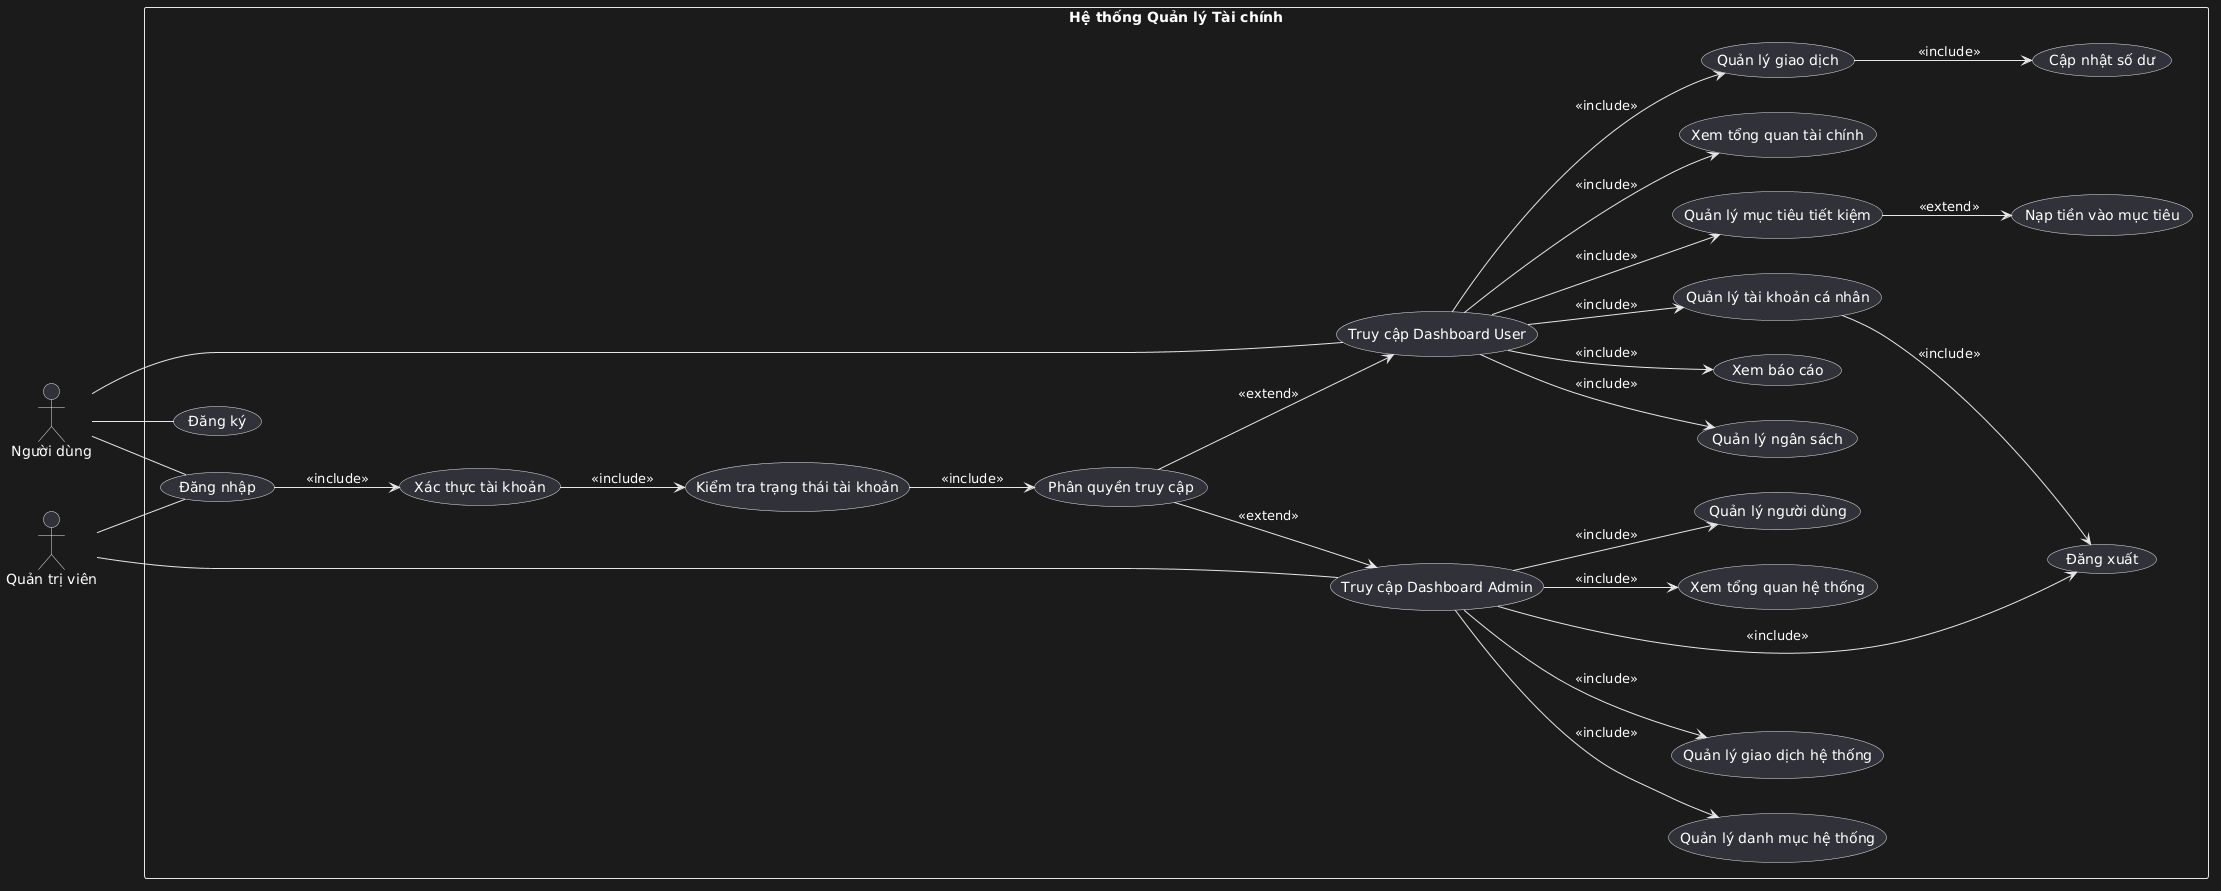 Hệ thống Quản lý Tài chính
Quản lý giao dịch
«include»
Cập nhật số dư
«include»
Xem tổng quan tài chính
«include»
Quản lý mục tiêu tiết kiệm
«extend»
Nạp tiền vào mục tiêu
«include»
Quản lý tài khoản cá nhân
«include»
Truy cập Dashboard User
«include»
«include»
Xem báo cáo
«include»
Quản lý ngân sách
«extend»
Người dùng
Đăng ký
Đăng nhập
«include»
Xác thực tài khoản
«include»
Kiểm tra trạng thái tài khoản
«include»
Phân quyền truy cập
«extend»
Quản trị viên
Quản lý người dùng
«include»
Đăng xuất
Truy cập Dashboard Admin
«include»
Xem tổng quan hệ thống
«include»
«include»
Quản lý giao dịch hệ thống
«include»
Quản lý danh mục hệ thống